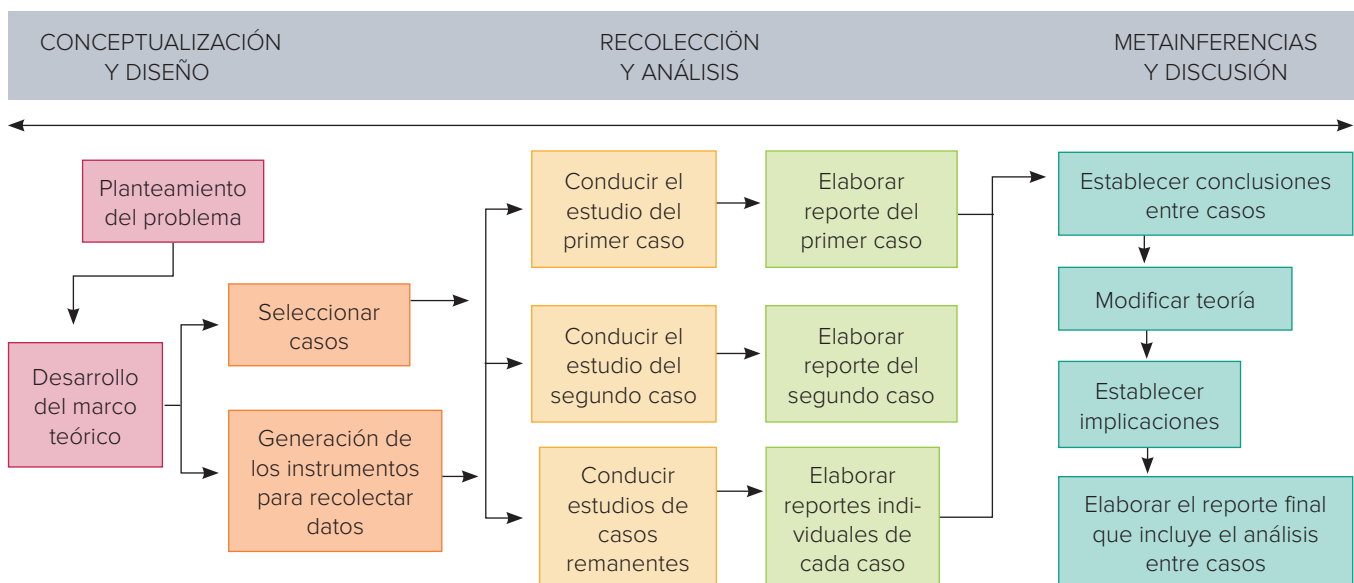 CONCEPTUALIZACIÓN
Y DISEÑO
RECOLECCIÖN
Y ANÁLISIS
METAINFERENCIAS
Y DISCUSIÓN
Planteamiento
del problema
Desarrollo
del marco
teórico
Seleccionar
casos
Generación de
los instrumentos
para recolectar
datos
Conducir el
estudio del
primer caso
Elaborar
reporte del
primer caso
Conducir el
estudio del
segundo caso
Elaborar
reporte del
segundo caso
Conducir
estudios de
casos
remanentes
Elaborar
reportes indi-
viduales de
cada caso
Establecer conclusiones
entre casos
Modificar teoría
Establecer
implicaciones
Elaborar el reporte final
que incluye el análisis
entre casos